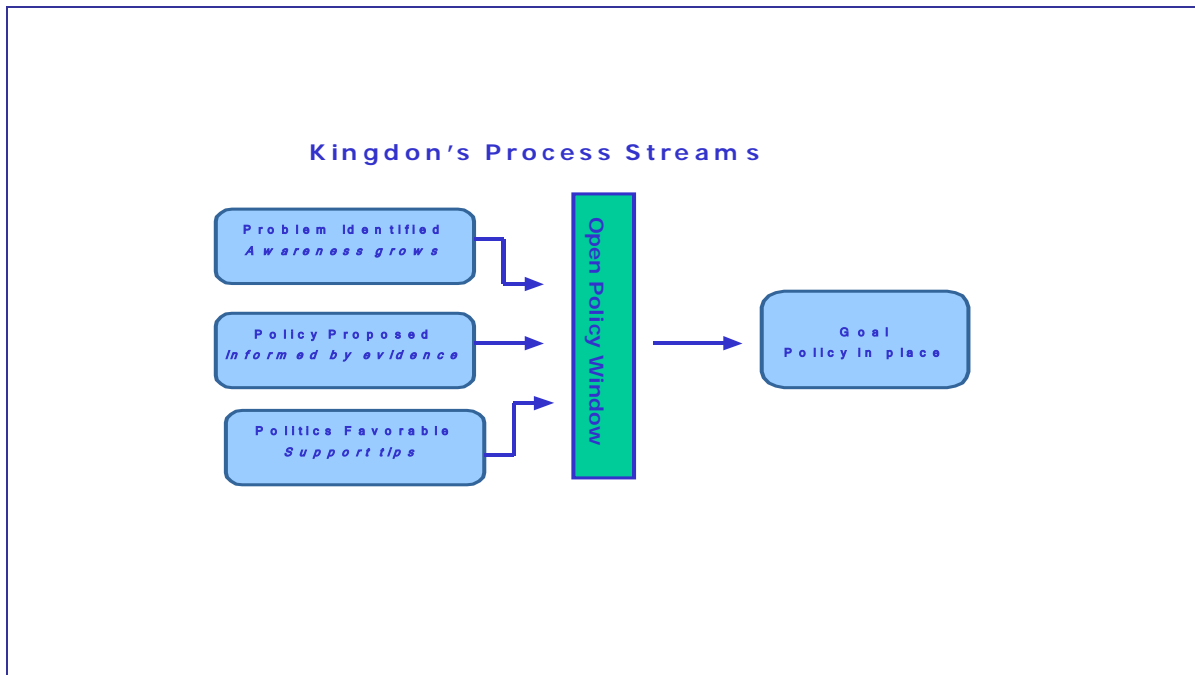 Kingdon's Process Streams
Problem Identified
Awareness grows
Policy Proposed
Informed by evidence
Politics Favorable
Support tips
Open Policy Window
Goal
Policy in place